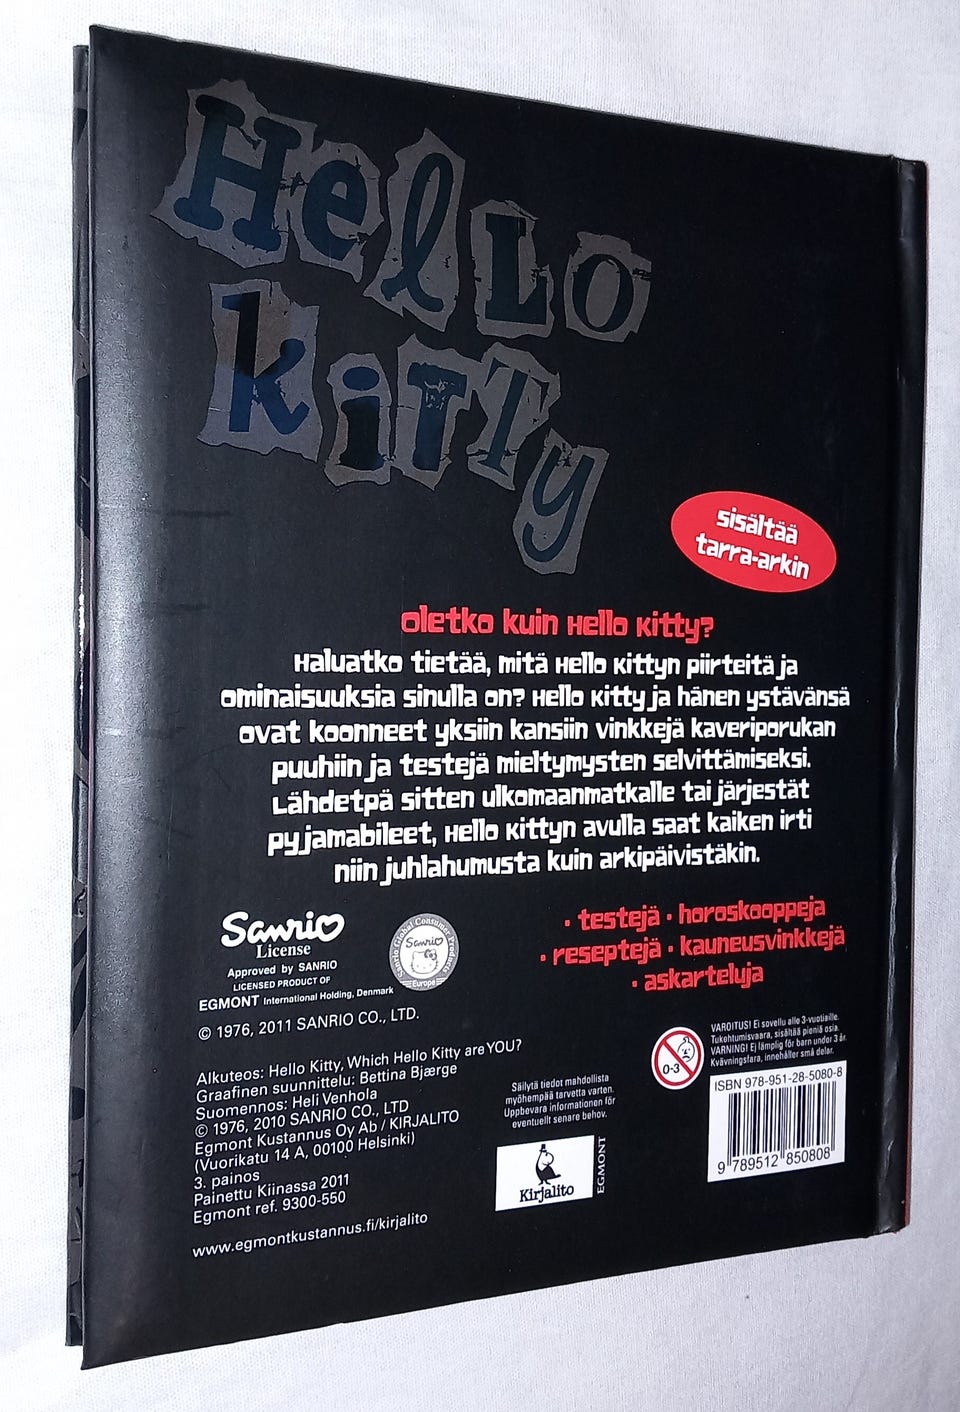 Hello
Kitty
sisältää
tarra-arkin
Oletko kuin Hello Kitty?
Haluatko tietää, mitä Hello Kittyn piirteitä ja
ominaisuuksia sinulla on? Hello Kitty ja hänen ystävänsä
ovat koonneet yksiin kansiin vinkkejä kaveriporukan
puuhiin ja testejä mieltymysten selvittämiseksi.
Lähdetpä sitten ulkomaanmatkalle tai järjestät
pyjamabileet, Hello Kittyn avulla saat kaiken irti
niin juhlahumusta kuin arkipäivistäkin.
• testejä • horoskooppeja
• reseptejä • kauneusvinkkejä
• askarteluja
Sanrio
License
Approved by SANRIO
LICENSED PRODUCT OF
EGMONT International Holding, Denmark
Sanrio Global Consumer Products
Sanrio
Europe
© 1976, 2011 SANRIO CO., LTD.
Alkuteos: Hello Kitty, Which Hello Kitty are YOU?
Graafinen suunnittelu: Bettina Bjærge
Suomennos: Heli Venhola
© 1976, 2010 SANRIO CO., LTD
Egmont Kustannus Oy Ab / KIRJALITO
(Vuorikatu 14 A, 00100 Helsinki)
3. painos
Painettu Kiinassa 2011
Egmont ref. 9300-550
www.egmontkustannus.fi/kirjalito
Säilytä tiedot mahdollista
myöhempää tarvetta varten.
Uppbevara informationen för
eventuellt senare behov.
Kirjalito
EGMONT
0-3
VAROITUS! Ei sovellu alle 3-vuotiaille.
Tukehtumisvaara, sisältää pieniä osia.
VARNING! Ej lämplig för barn under 3 år.
Kvävningsfara, innehåller små delar.
ISBN 978-951-28-5080-8
9 789512 850808